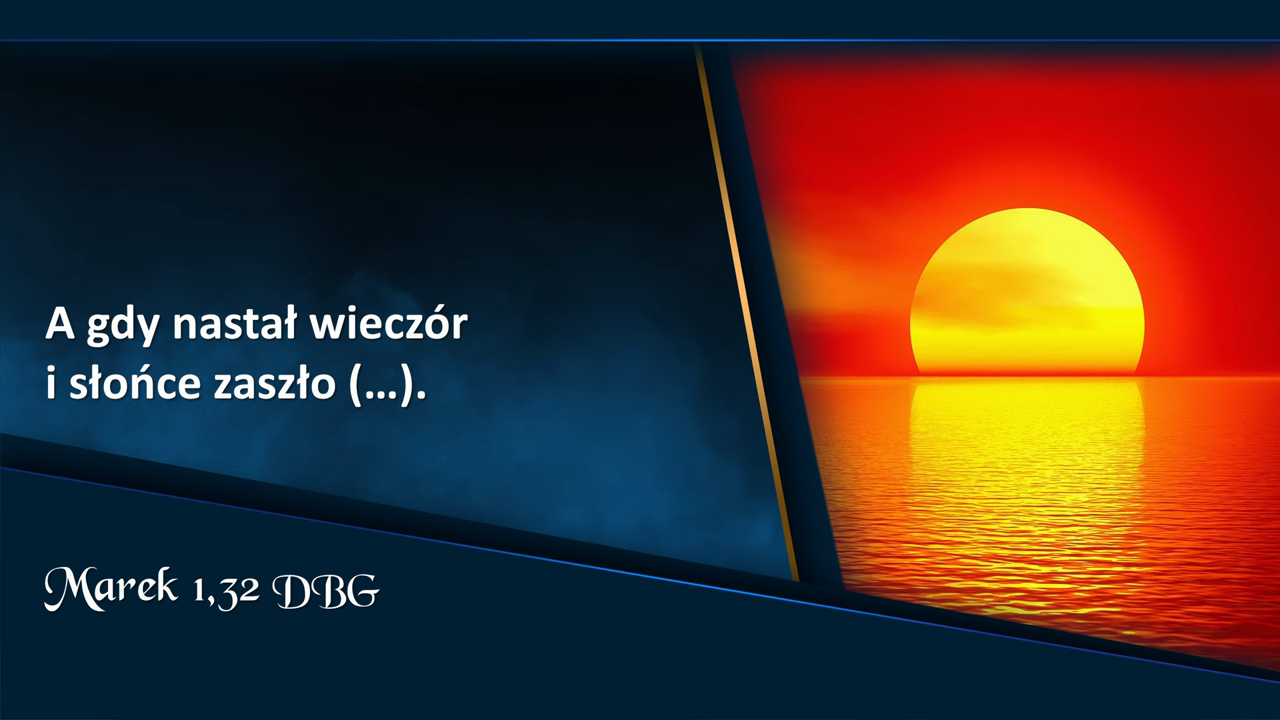 A gdy nastał wieczór
i słońce zaszło (...).
Marek 1,32 DBG